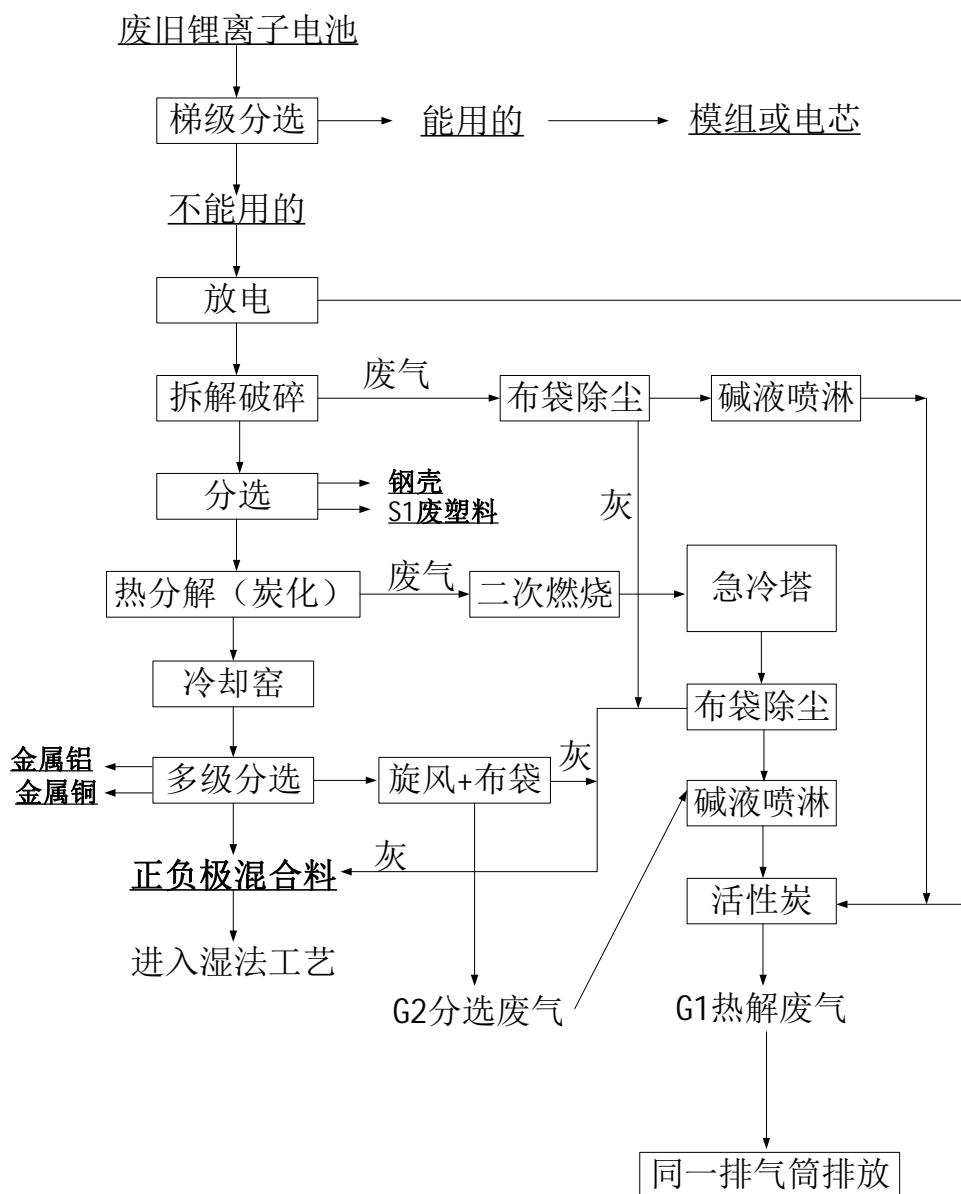 废旧锂离子电池
梯级分选
能用的
模组或电芯
不能用的
放电
拆解破碎
废气
布袋除尘
碱液喷淋
分选
钢壳
S1废塑料
灰
热分解（炭化）
废气
二次燃烧
急冷塔
冷却窑
布袋除尘
金属铝
金属铜
多级分选
旋风+布袋
灰
碱液喷淋
正负极混合料
灰
活性炭
进入湿法工艺
G2分选废气
G1热解废气
同一排气筒排放